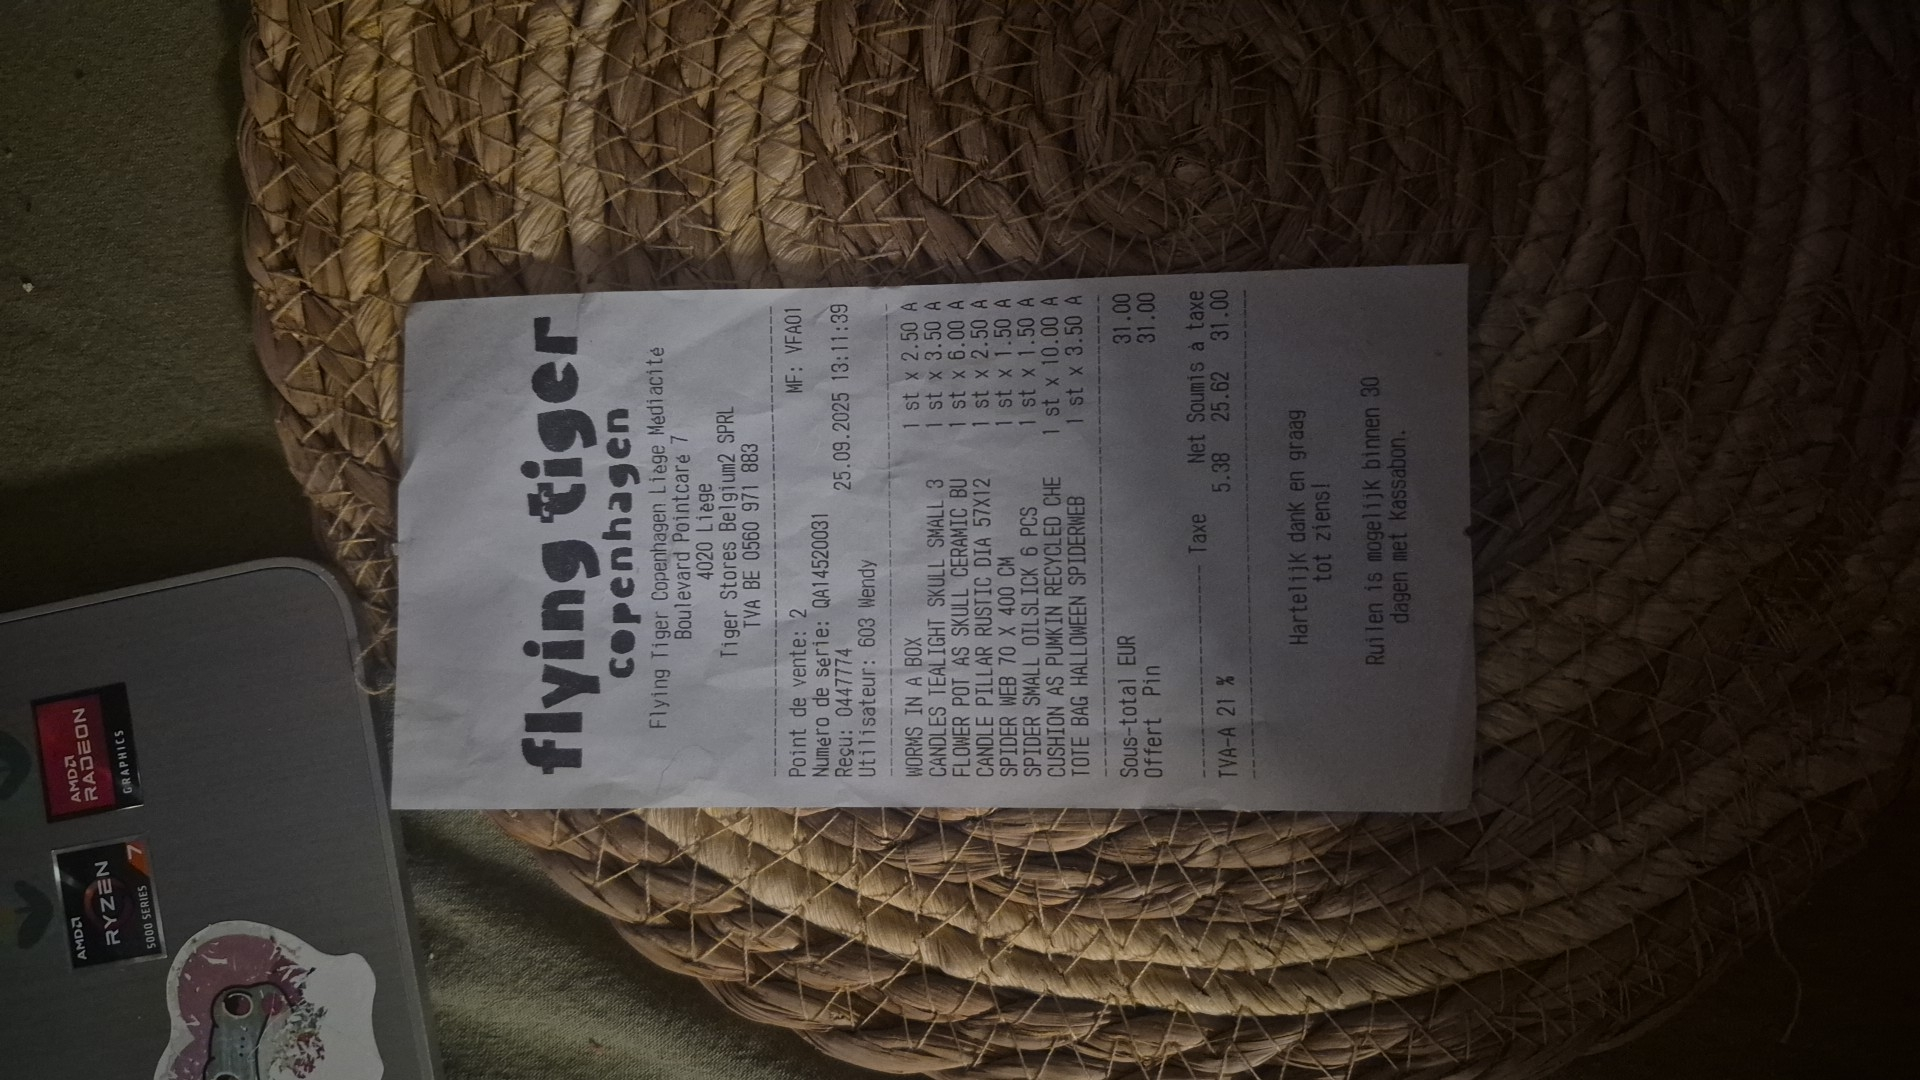 flying tiger
copenhagen
Flying Tiger Copenhagen Liège Médiacité
Boulevard Pointcaré 7
4020 Liège
Tiger Stores Belgium2 SPRL
TVA BE 0560 971 883
Point de vente: 2 MF: VFA01
Numéro de série: QA14520031
Reçu: 0447774 25.09.2025 13:11:39
Utilisateur: 603 Wendy
WORMS IN A BOX 1 st x 2.50 A
CANDLES TEALIGHT SKULL SMALL 3 1 st x 3.50 A
FLOWER POT AS SKULL CERAMIC BU 1 st x 6.00 A
CANDLE PILLAR RUSTIC DIA 57X12 1 st x 2.50 A
SPIDER WEB 70 X 400 CM 1 st x 1.50 A
SPIDER SMALL OILSLICK 6 PCS 1 st x 1.50 A
CUSHION AS PUMKIN RECYCLED CHE 1 st x 10.00 A
TOTE BAG HALLOWEEN SPIDERWEB 1 st x 3.50 A
Sous-total EUR 31.00
Offert Pin 31.00
Taxe Net Soumis à taxe
TVA-A 21 % 5.38 25.62 31.00
Hartelijk dank en graag
tot ziens!
Ruilen is mogelijk binnen 30
dagen met kassabon.
AMD
RADEON
GRAPHICS
AMD
RYZEN
7
5000 SERIES